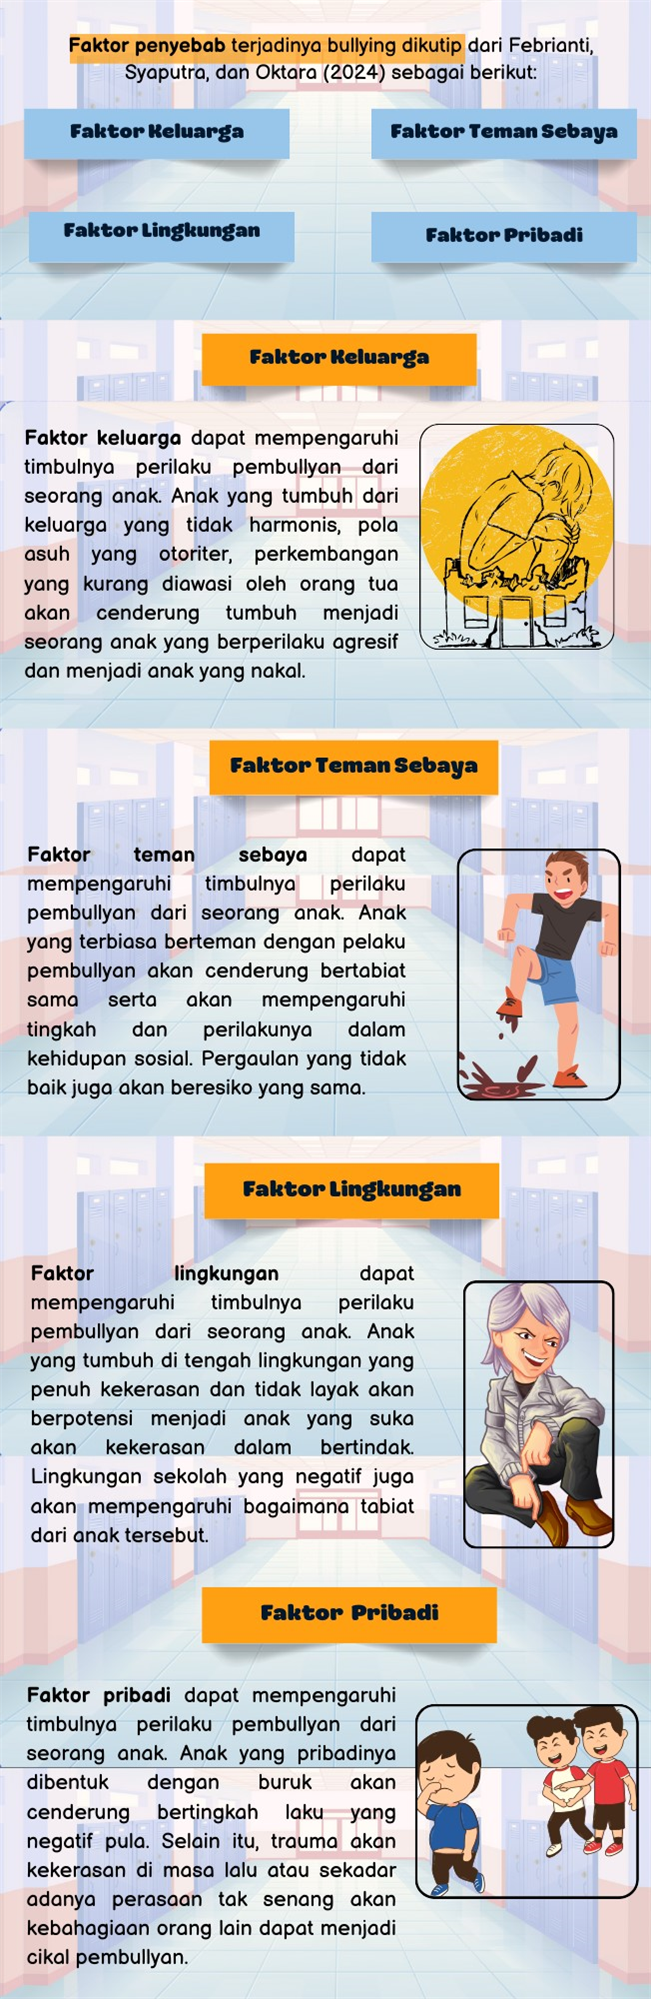 Faktor penyebab terjadinya bullying dikutip dari Febrianti,
Syaputra, dan Oktara (2024) sebagai berikut:
Faktor Keluarga
Faktor Teman Sebaya
Faktor Lingkungan
Faktor Pribadi
Faktor Keluarga
Faktor keluarga dapat mempengaruhi
timbulnya perilaku pembullyan dari
seorang anak. Anak yang tumbuh dari
keluarga yang tidak harmonis, pola
asuh yang otoriter, perkembangan
yang kurang diawasi oleh orang tua
akan cenderung tumbuh menjadi
seorang anak yang berperilaku agresif
dan menjadi anak yang nakal.
Faktor Teman Sebaya
Faktor teman sebaya dapat
mempengaruhi timbulnya perilaku
pembullyan dari seorang anak. Anak
yang terbiasa berteman dengan pelaku
pembullyan akan cenderung bertabiat
sama serta akan mempengaruhi
tingkah dan perilakunya dalam
kehidupan sosial. Pergaulan yang tidak
baik juga akan beresiko yang sama.
Faktor Lingkungan
Faktor lingkungan dapat
mempengaruhi timbulnya perilaku
pembullyan dari seorang anak. Anak
yang tumbuh di tengah lingkungan yang
penuh kekerasan dan tidak layak akan
berpotensi menjadi anak yang suka
akan kekerasan dalam bertindak.
Lingkungan sekolah yang negatif juga
akan mempengaruhi bagaimana tabiat
dari anak tersebut.
Faktor Pribadi
Faktor pribadi dapat mempengaruhi
timbulnya perilaku pembullyan dari
seorang anak. Anak yang pribadinya
dibentuk dengan buruk akan
cenderung bertingkah laku yang
negatif pula. Selain itu, trauma akan
kekerasan di masa lalu atau sekadar
adanya perasaan tak senang akan
kebahagiaan orang lain dapat menjadi
cikal pembullyan.